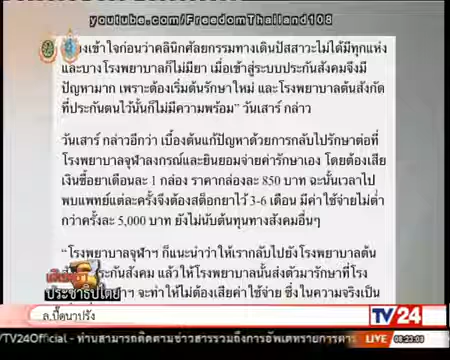 youtube.com/FreedomThailand108
เข้าใจก่อนว่าคลินิกศัลยกรรมทางเดินปัสสาวะไม่ได้มีทุกแห่ง
และบางโรงพยาบาลก็ไม่มียา เมื่อเข้าสู่ระบบประกันสังคมจึงมี
ปัญหามาก เพราะต้องเริ่มต้นรักษาใหม่ และโรงพยาบาลต้นสังกัด
ที่ประกันตนไว้นั้นก็ไม่มีความพร้อม” วันเสาร์ กล่าว
วันเสาร์ กล่าวอีกว่า เบื้องต้นแก้ปัญหาด้วยการกลับไปรักษาต่อที่
โรงพยาบาลจุฬาลงกรณ์และยินยอมจ่ายค่ารักษาเอง โดยต้องเสีย
เงินซื้อยาเดือนละ 1 กล่อง ราคากล่องละ 850 บาท ฉะนั้นเวลาไป
พบแพทย์แต่ละครั้งจึงต้องสต็อกยาไว้ 3-6 เดือน มีค่าใช้จ่ายไม่ต่ำ
กว่าครั้งละ 5,000 บาท ยังไม่นับต้นทุนทางสังคมอื่นๆ
“โรงพยาบาลจุฬาฯ ก็แนะนำว่าให้เรากลับไปยังโรงพยาบาลต้น
ประกันสังคม แล้วให้โรงพยาบาลนั้นส่งตัวมารักษาที่โรง
จะทำให้ไม่ต้องเสียค่าใช้จ่าย ซึ่งในความจริงเป็น
ประชาธิปไตย
ล.ปี๊ดนาปรัง
TV24
TV24Official - ท่านสามารถติดตามข่าวสารรวมถึงการอัพเดทรายการ
LIVE 08:23:08